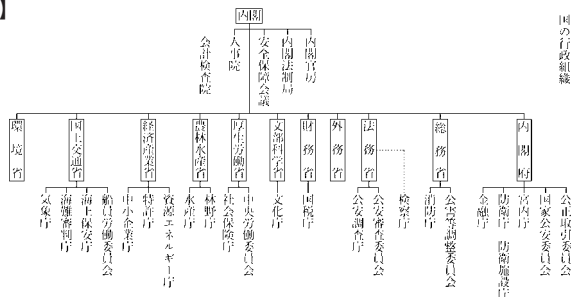 】
国の行政組織
内閣
内閣官房
内閣法制局
安全保障会議
人事院
会計検査院
内閣府
総務省
法務省
外務省
財務省
文部科学省
厚生労働省
農林水産省
経済産業省
国土交通省
環境省
公正取引委員会
国家公安委員会
宮内庁
防衛庁 防衛施設庁
金融庁
公害等調整委員会
消防庁
検察庁
公安審査委員会
公安調査庁
国税庁
文化庁
中央労働委員会
社会保険庁
林野庁
水産庁
資源エネルギー庁
特許庁
中小企業庁
船員労働委員会
海上保安庁
海難審判庁
気象庁